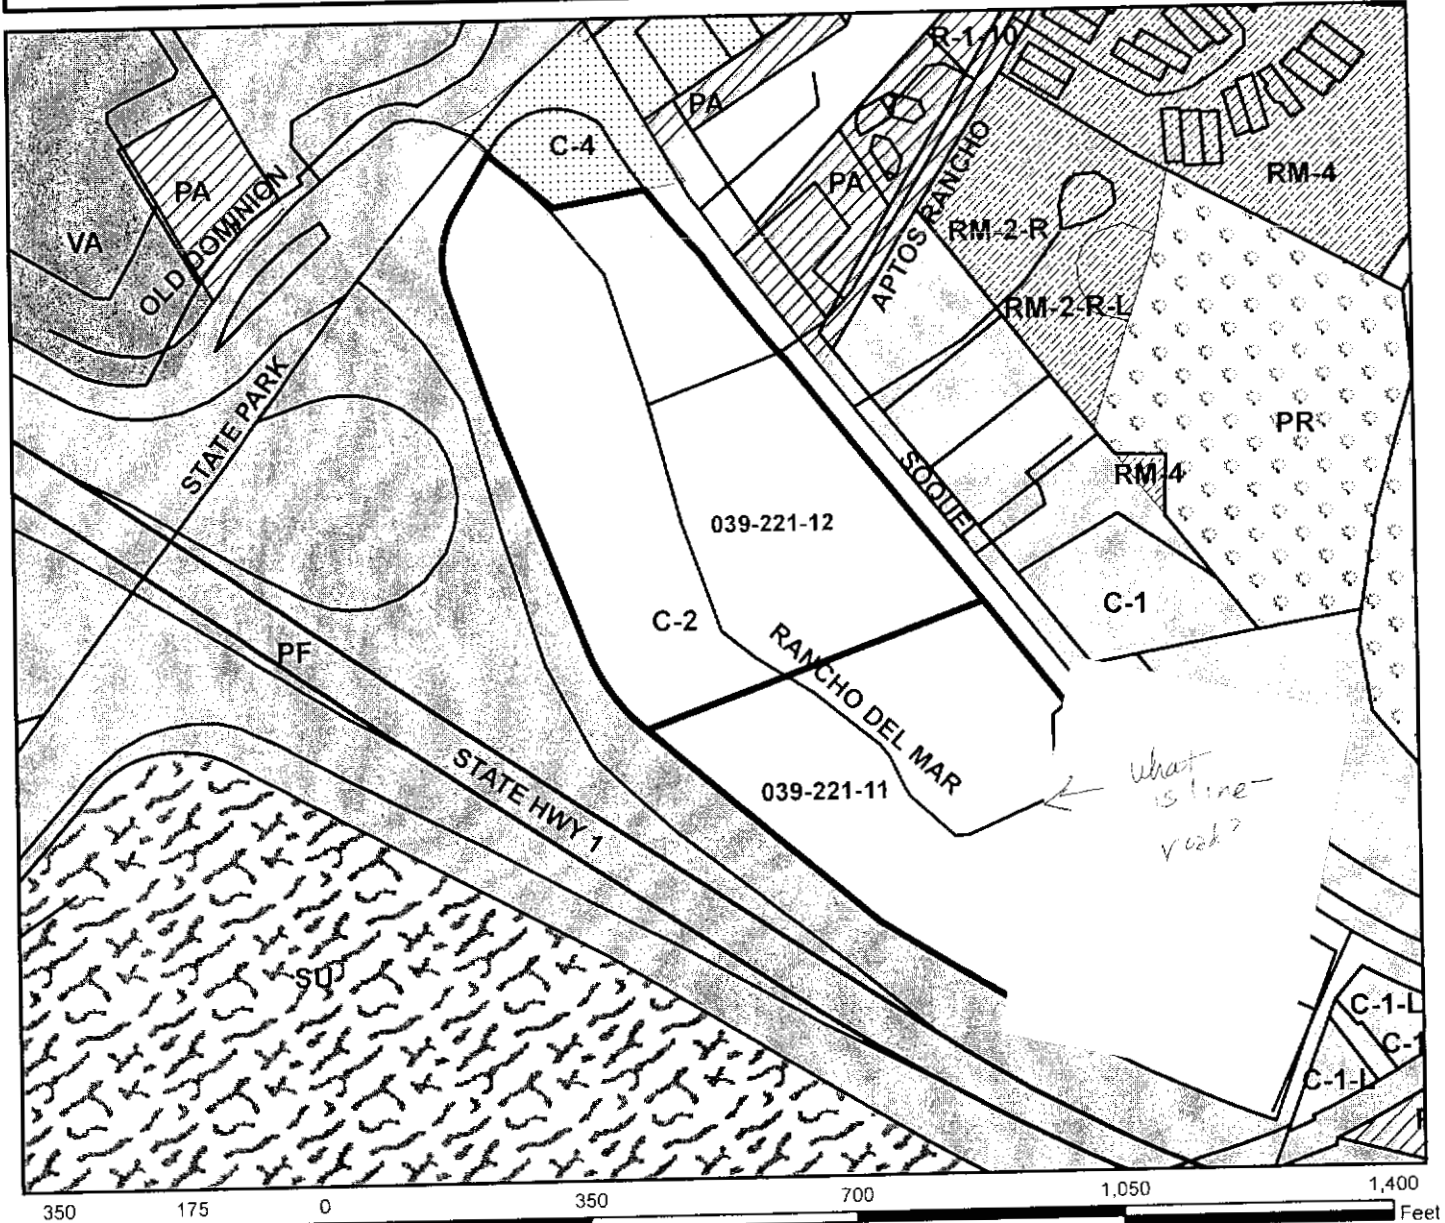 R-1-10
PA
C-4
PA
PA
RM-4
VA
OLD DOMINION
APTOS RANCHO
RM-2-R
RM-2-R-L
STATE PARK
PR
SOQUEL
RM-4
039-221-12
C-2
C-1
PF
RANCHO DEL MAR
STATE HWY 1
039-221-11
What
is line
road?
SU
C-1-L
C-1
C-1-L
350 175 0 350 700 1,050 1,400
Feet